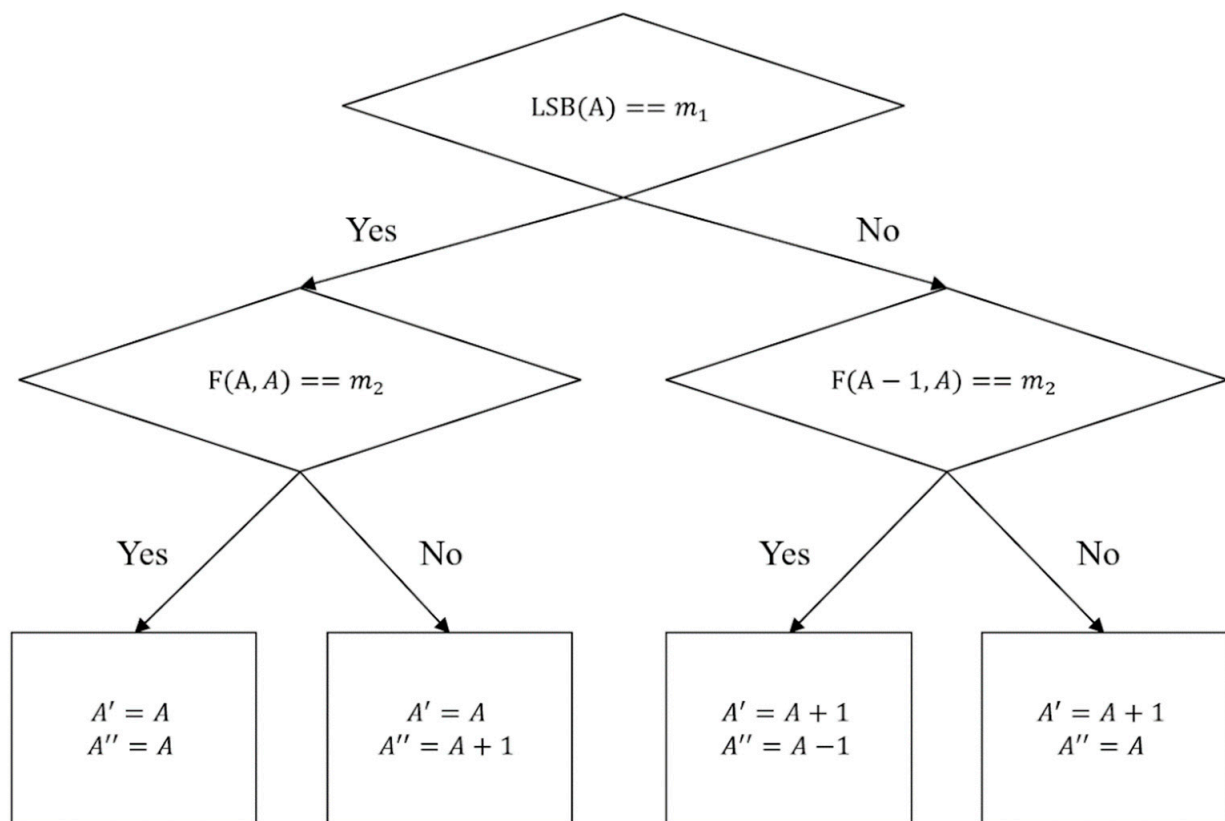 LSB(A) == m₁
Yes
No
F(A, A) == m₂
F(A − 1, A) == m₂
Yes
No
Yes
No
A′ = A
A″ = A
A′ = A
A″ = A + 1
A′ = A + 1
A″ = A −1
A′ = A + 1
A″ = A